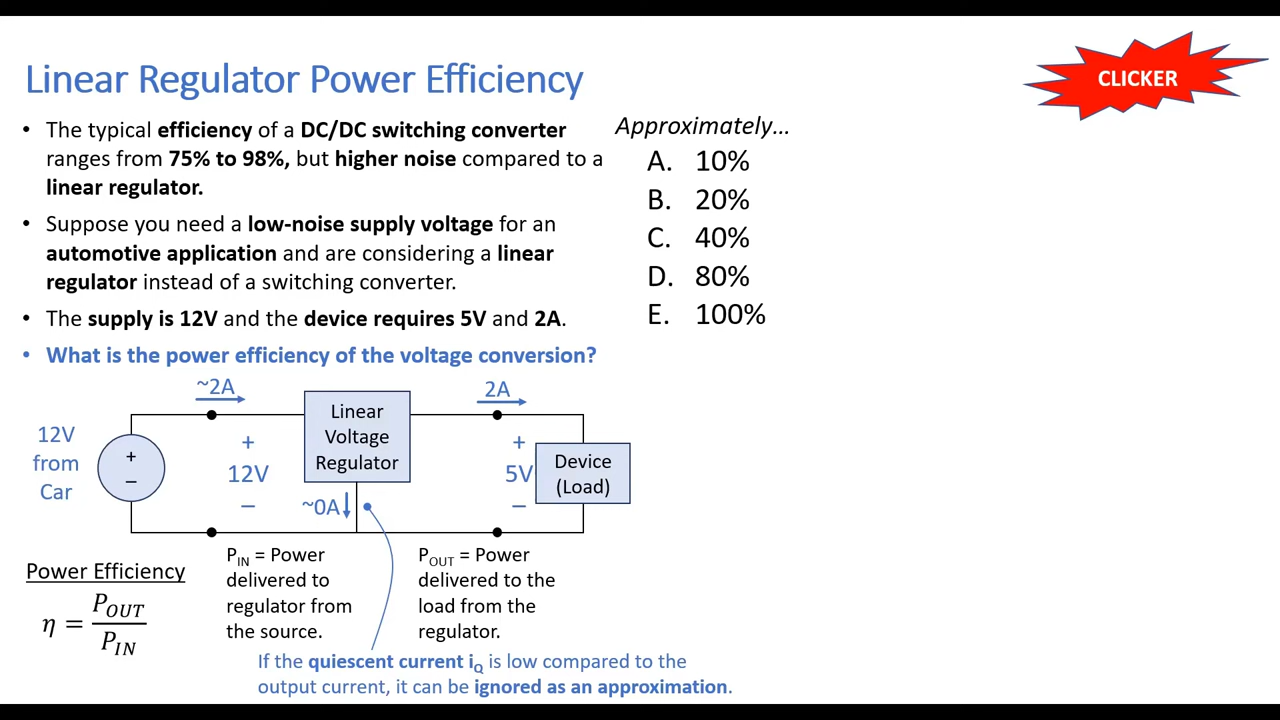 Linear Regulator Power Efficiency
CLICKER
• The typical efficiency of a DC/DC switching converter
ranges from 75% to 98%, but higher noise compared to a
linear regulator.
• Suppose you need a low-noise supply voltage for an
automotive application and are considering a linear
regulator instead of a switching converter.
• The supply is 12V and the device requires 5V and 2A.
• What is the power efficiency of the voltage conversion?
Approximately…
A. 10%
B. 20%
C. 40%
D. 80%
E. 100%
~2A
2A
12V
from
Car
+
−
+
12V
−
Linear
Voltage
Regulator
~0A
+
5V
−
Device
(Load)
Power Efficiency
η = P_OUT / P_IN
P_IN = Power
delivered to
regulator from
the source.
P_OUT = Power
delivered to the
load from the
regulator.
If the quiescent current i_Q is low compared to the
output current, it can be ignored as an approximation.